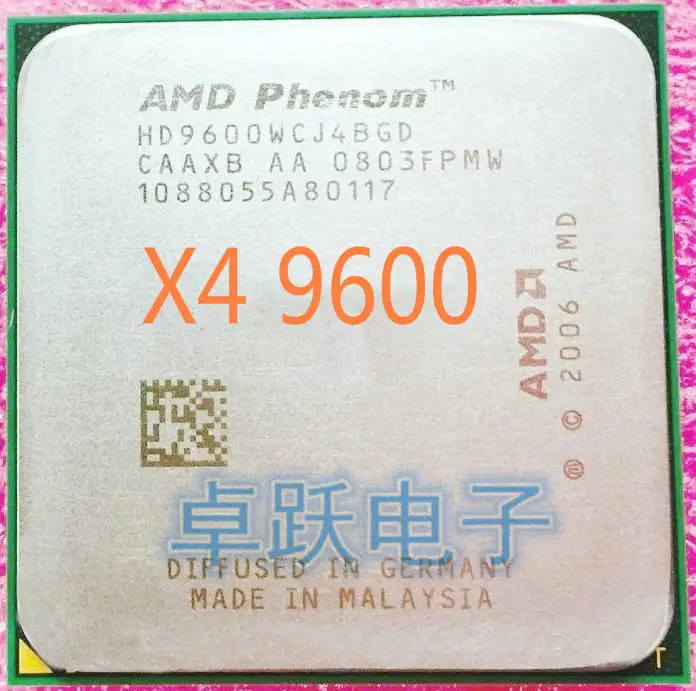 AMD Phenom™
HD9600WCJ4BGD
CAAXB AA 0803FPMW
1088055A80117
X4 9600
AMD
ⓜ © 2006 AMD
卓跃电子
DIFFUSED IN GERMANY
MADE IN MALAYSIA
T